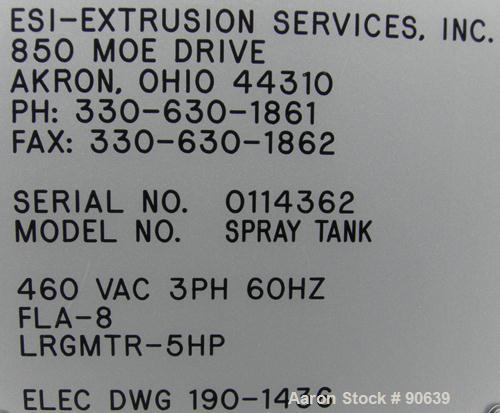 ESI-EXTRUSION SERVICES, INC.
850 MOE DRIVE
AKRON, OHIO 44310
PH: 330-630-1861
FAX: 330-630-1862
SERIAL NO. 0114362
MODEL NO. SPRAY TANK
460 VAC 3PH 60HZ
FLA-8
LRGMTR-5HP
ELEC DWG 190-1436
Aaron Stock # 90639